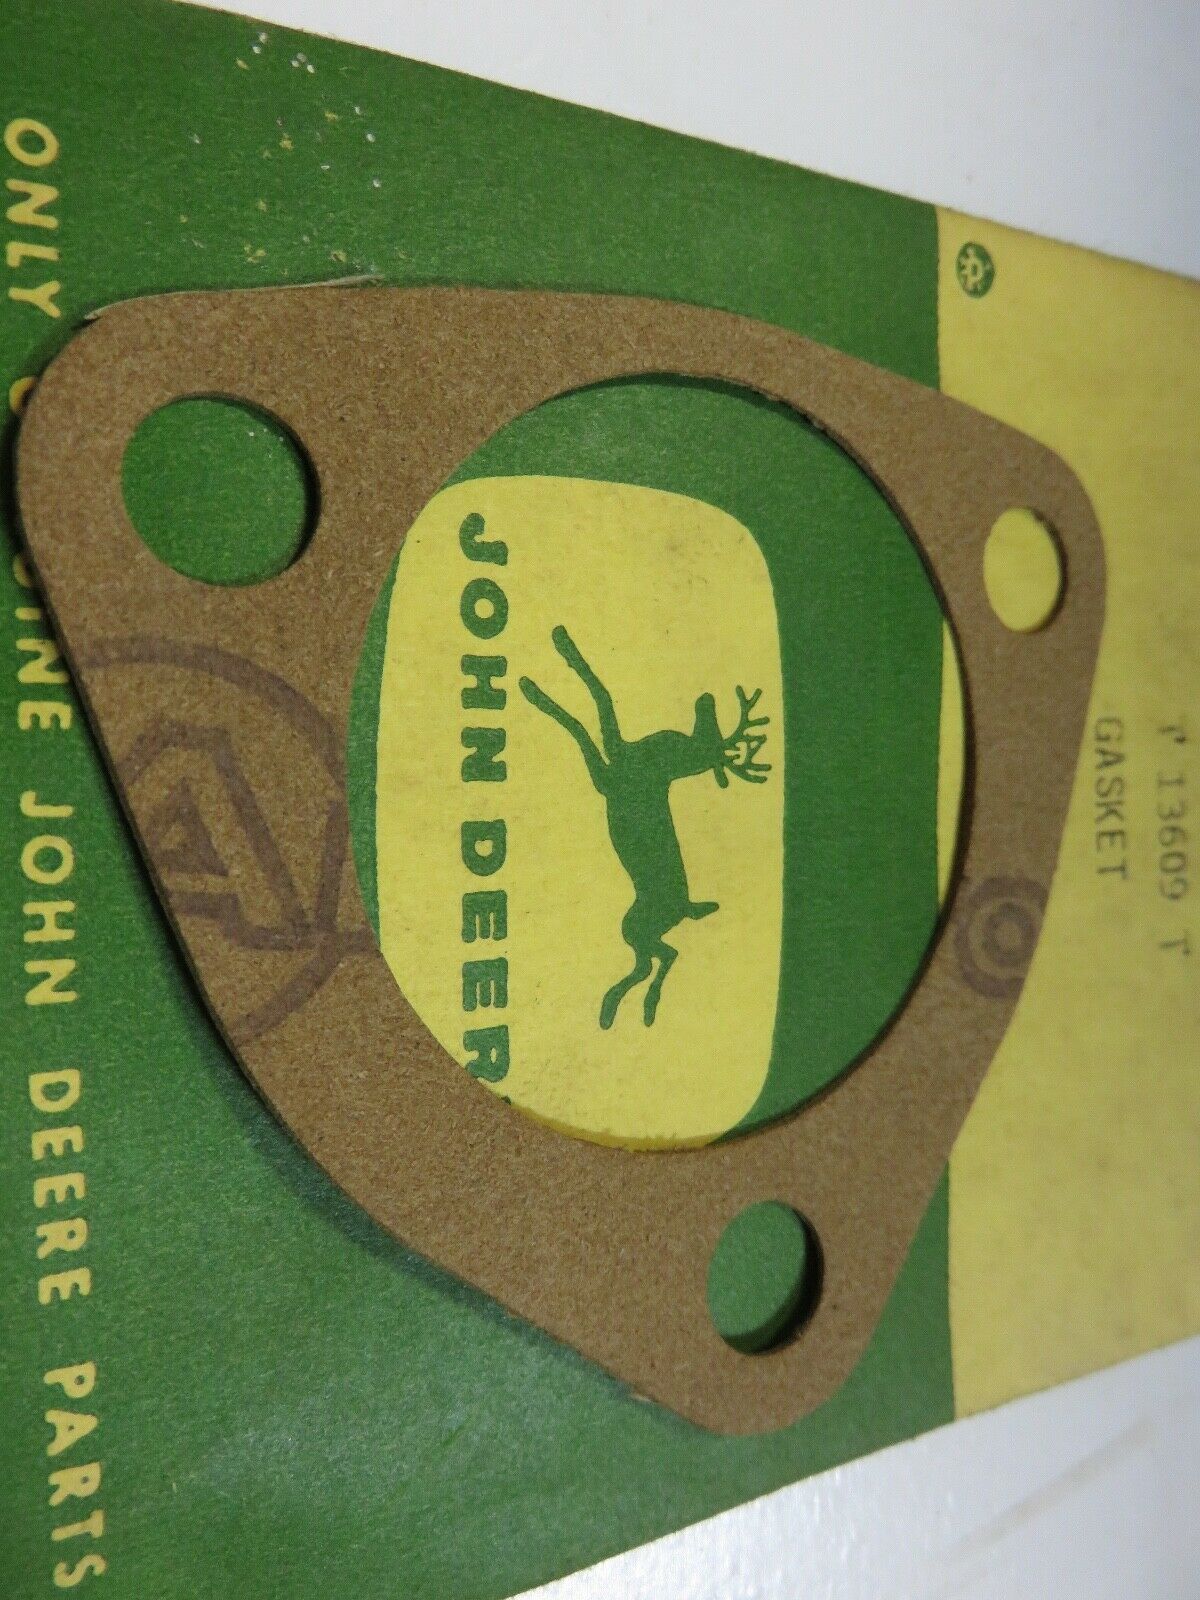 T 13609 T
GASKET
JOHN DEERE
ONLY GENUINE JOHN DEERE PARTS